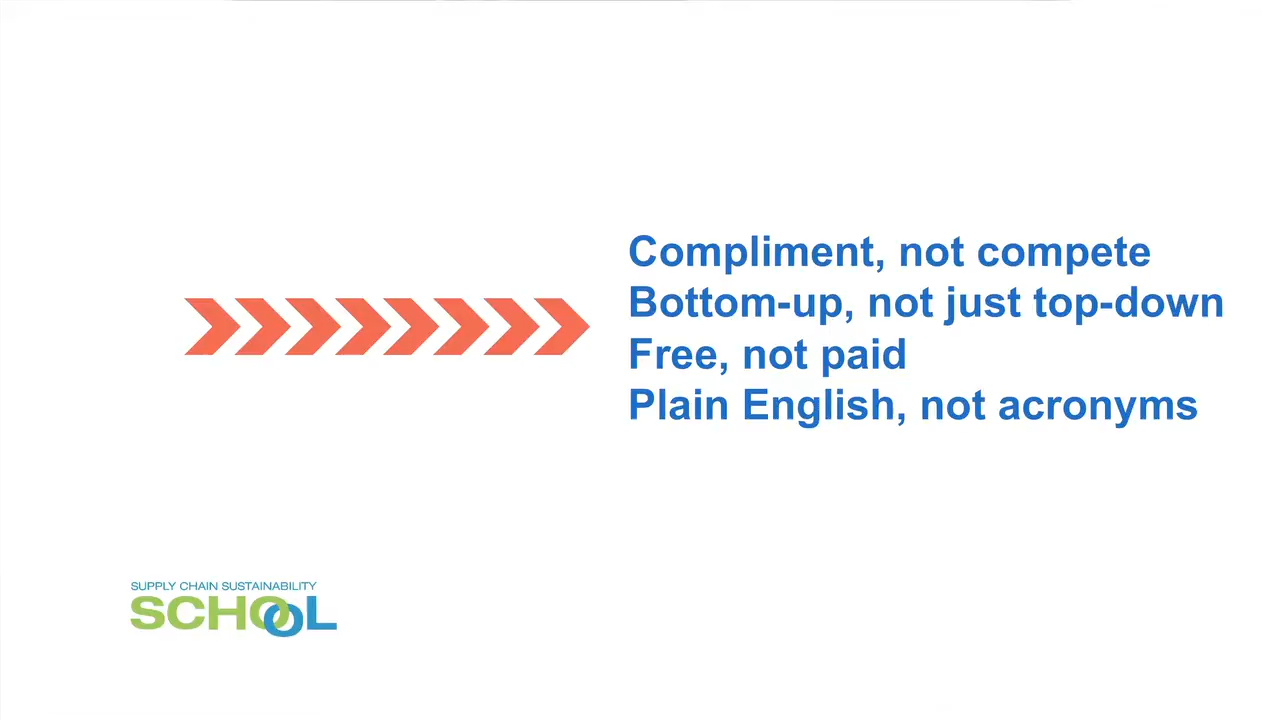 Compliment, not compete
Bottom-up, not just top-down
Free, not paid
Plain English, not acronyms
SUPPLY CHAIN SUSTAINABILITY
SCHOOL